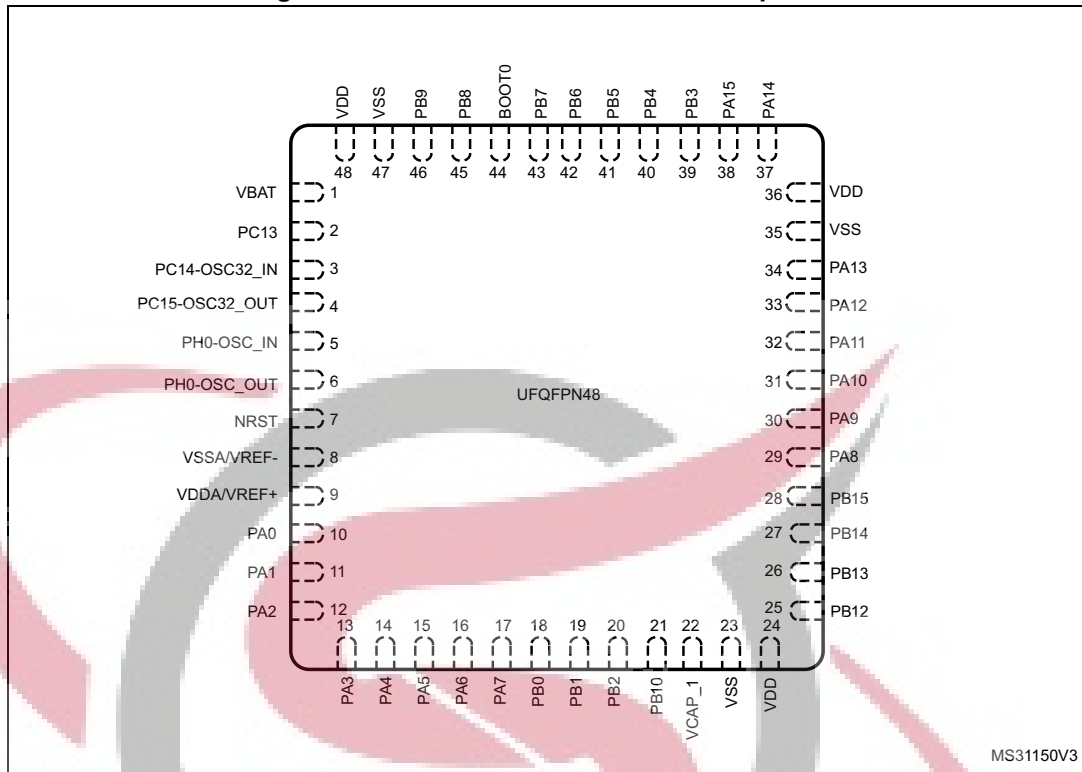 VDD
VSS
PB9
PB8
BOOT0
PB7
PB6
PB5
PB4
PB3
PA15
PA14
48
47
46
45
44
43
42
41
40
39
38
37
VBAT 1
PC13 2
PC14-OSC32_IN 3
PC15-OSC32_OUT 4
PH0-OSC_IN 5
PH0-OSC_OUT 6
NRST 7
VSSA/VREF- 8
VDDA/VREF+ 9
PA0 10
PA1 11
PA2 12
36 VDD
35 VSS
34 PA13
33 PA12
32 PA11
31 PA10
30 PA9
29 PA8
28 PB15
27 PB14
26 PB13
25 PB12
UFQFPN48
13
14
15
16
17
18
19
20
21
22
23
24
PA3
PA4
PA5
PA6
PA7
PB0
PB1
PB2
PB10
VCAP_1
VSS
VDD
MS31150V3